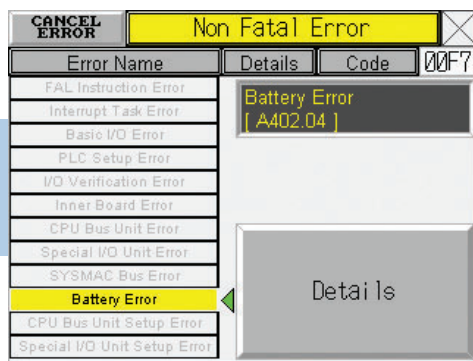 CANCEL
ERROR
Non Fatal Error
Error Name
Details
Code
00F7
FAL Instruction Error
Interrupt Task Error
Basic I/O Error
PLC Setup Error
I/O Verification Error
Inner Board Error
CPU Bus Unit Error
Special I/O Unit Error
SYSMAC Bus Error
Battery Error
CPU Bus Unit Setup Error
Special I/O Unit Setup Error
Battery Error
[ A402.04 ]
Details